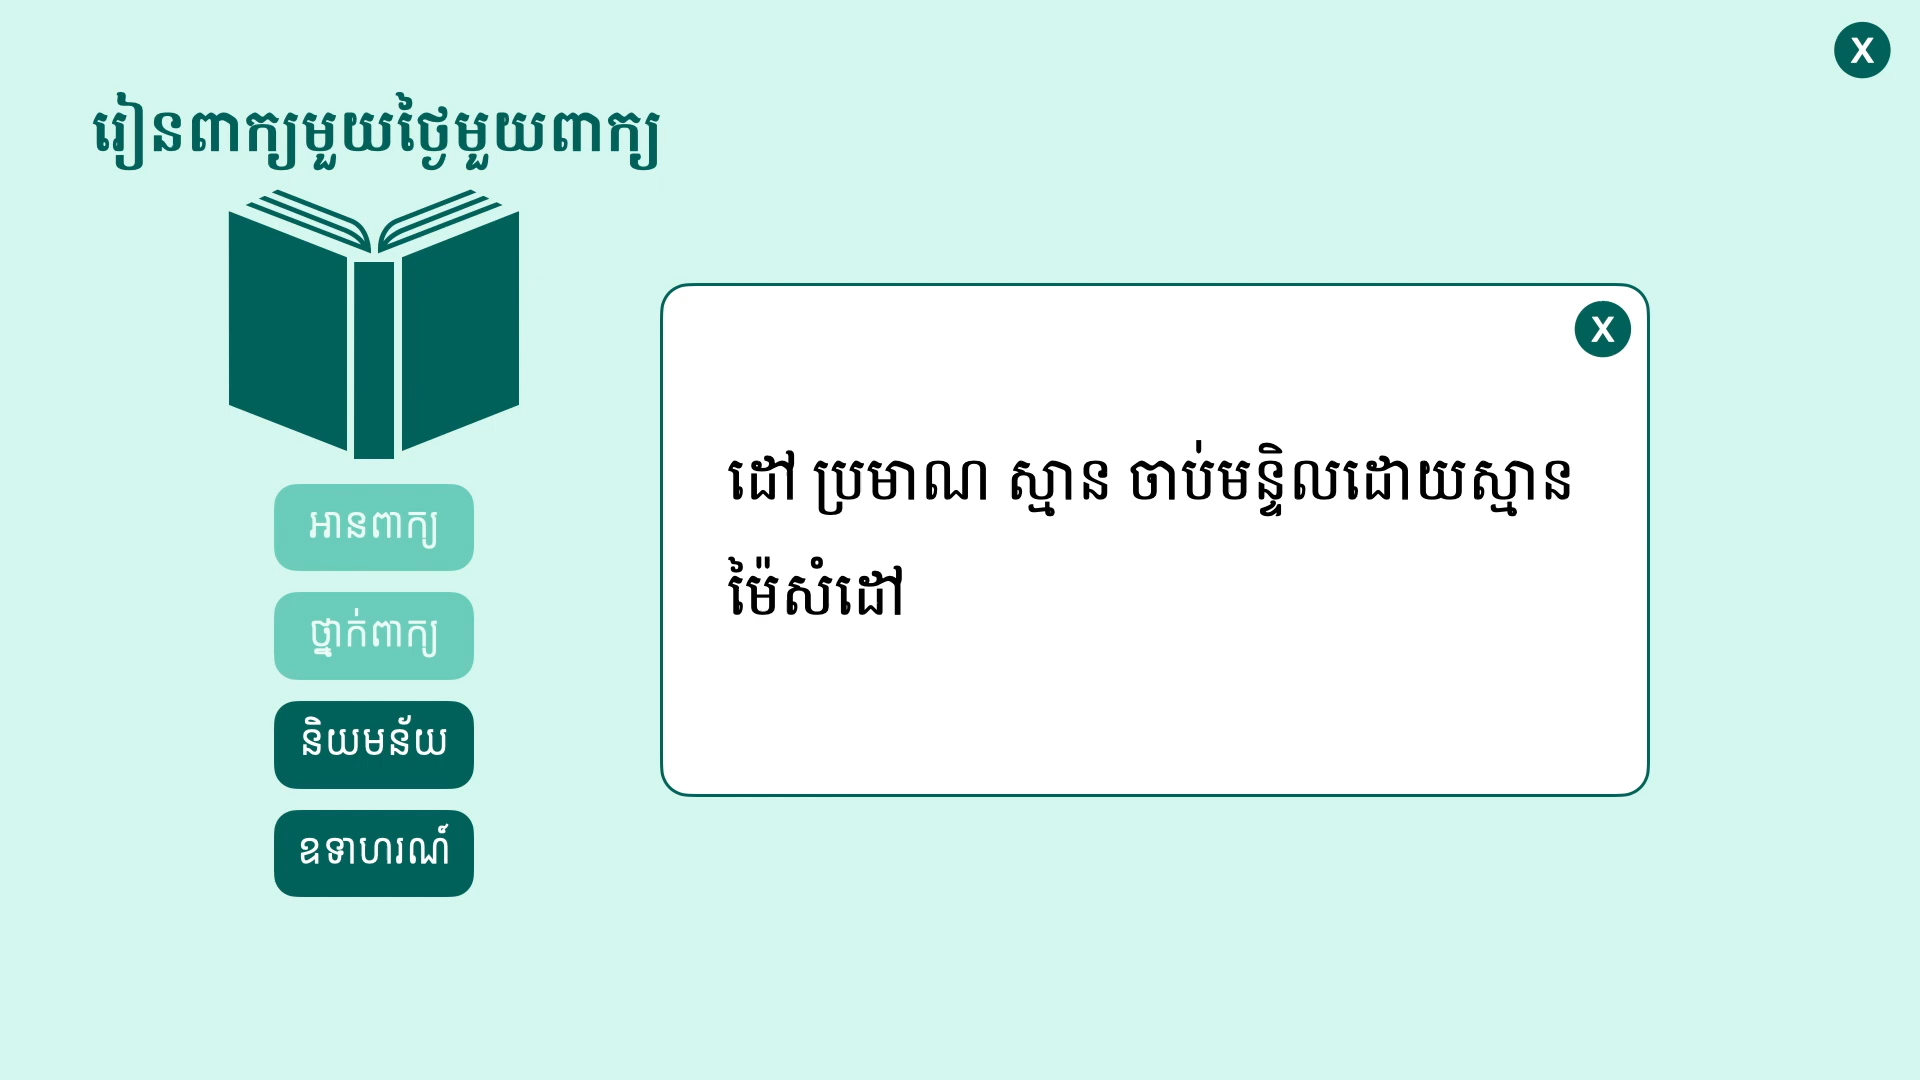 X
រៀនពាក្យមួយថ្ងៃមួយពាក្យ
X
ដៅ ប្រមាណ ស្មាន ចាប់មន្ទិលដោយស្មាន
ម៉ៃសំដៅ
អានពាក្យ
ថ្នាក់ពាក្យ
និយមន័យ
ឧទាហរណ៍